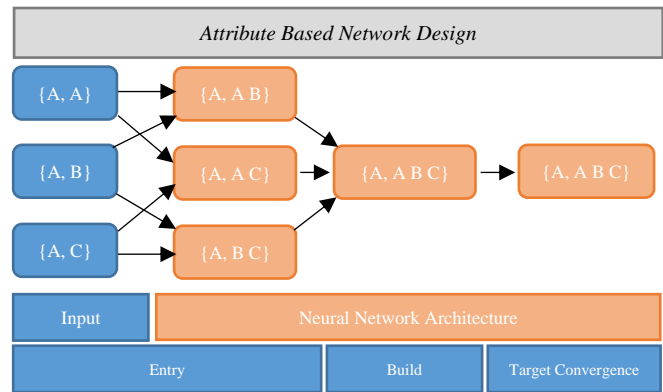 Attribute Based Network Design
{A, A}
{A, A B}
{A, B}
{A, A C}
{A, A B C}
{A, A B C}
{A, C}
{A, B C}
Input
Neural Network Architecture
Entry
Build
Target Convergence